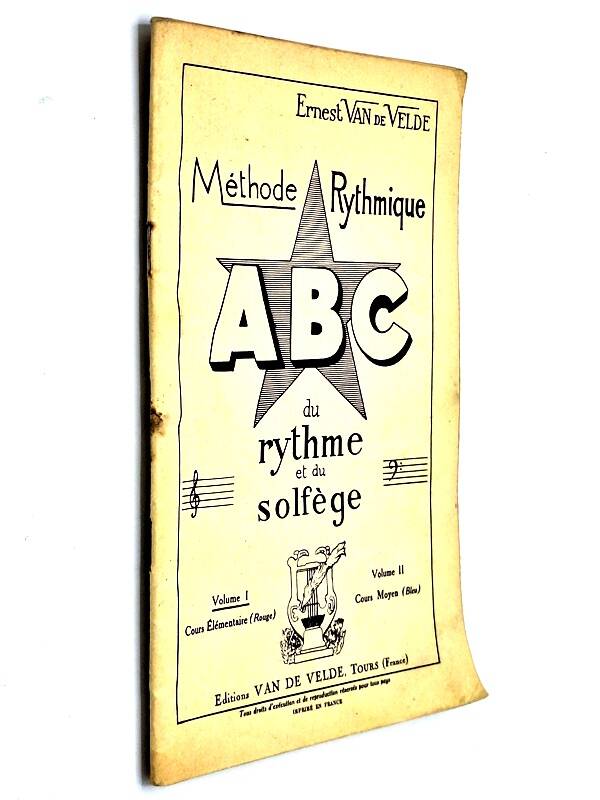 Ernest VAN DE VELDE
Méthode Rythmique
ABC
du
rythme
et du
solfège
Volume I
Cours Élémentaire (Rouge)
Volume II
Cours Moyen (Bleu)
Editions VAN DE VELDE, TOURS (France)
Tous droits d'exécution et de reproduction réservés pour tous pays
IMPRIMÉ EN FRANCE